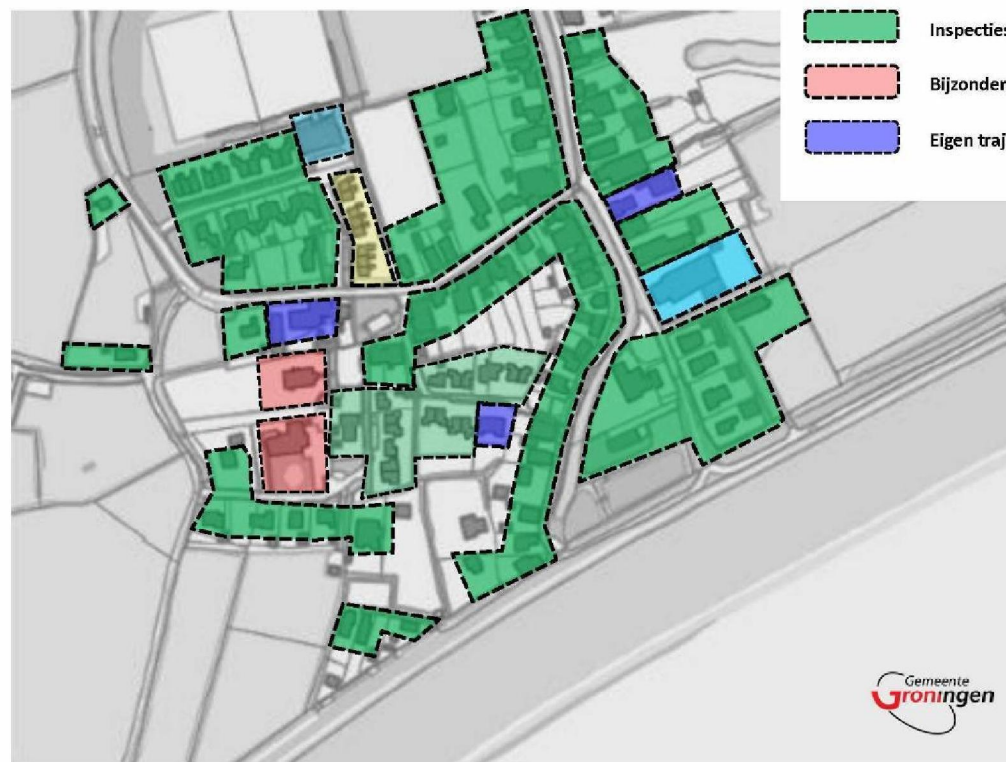 Inspecties
Bijzonder
Eigen traj
Gemeente
Groningen